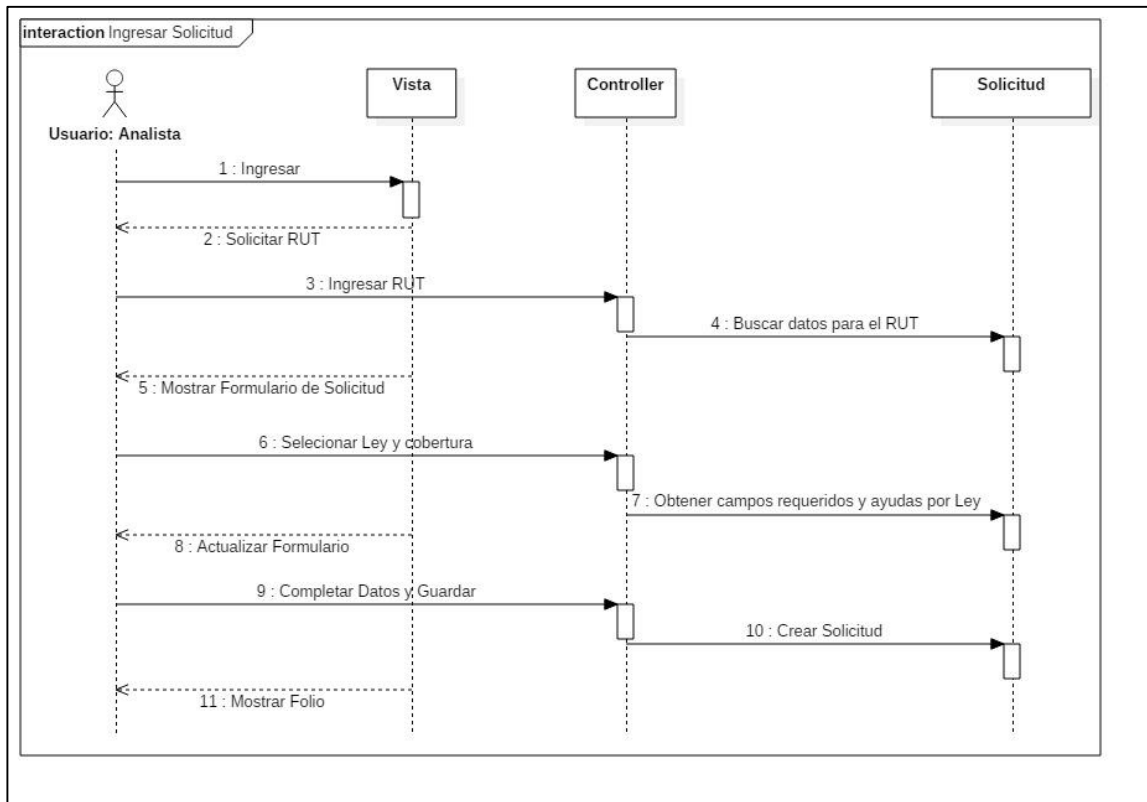 interaction Ingresar Solicitud
Vista
Controller
Solicitud
Usuario: Analista
1 : Ingresar
2 : Solicitar RUT
3 : Ingresar RUT
4 : Buscar datos para el RUT
5 : Mostrar Formulario de Solicitud
6 : Selecionar Ley y cobertura
7 : Obtener campos requeridos y ayudas por Ley
8 : Actualizar Formulario
9 : Completar Datos y Guardar
10 : Crear Solicitud
11 : Mostrar Folio